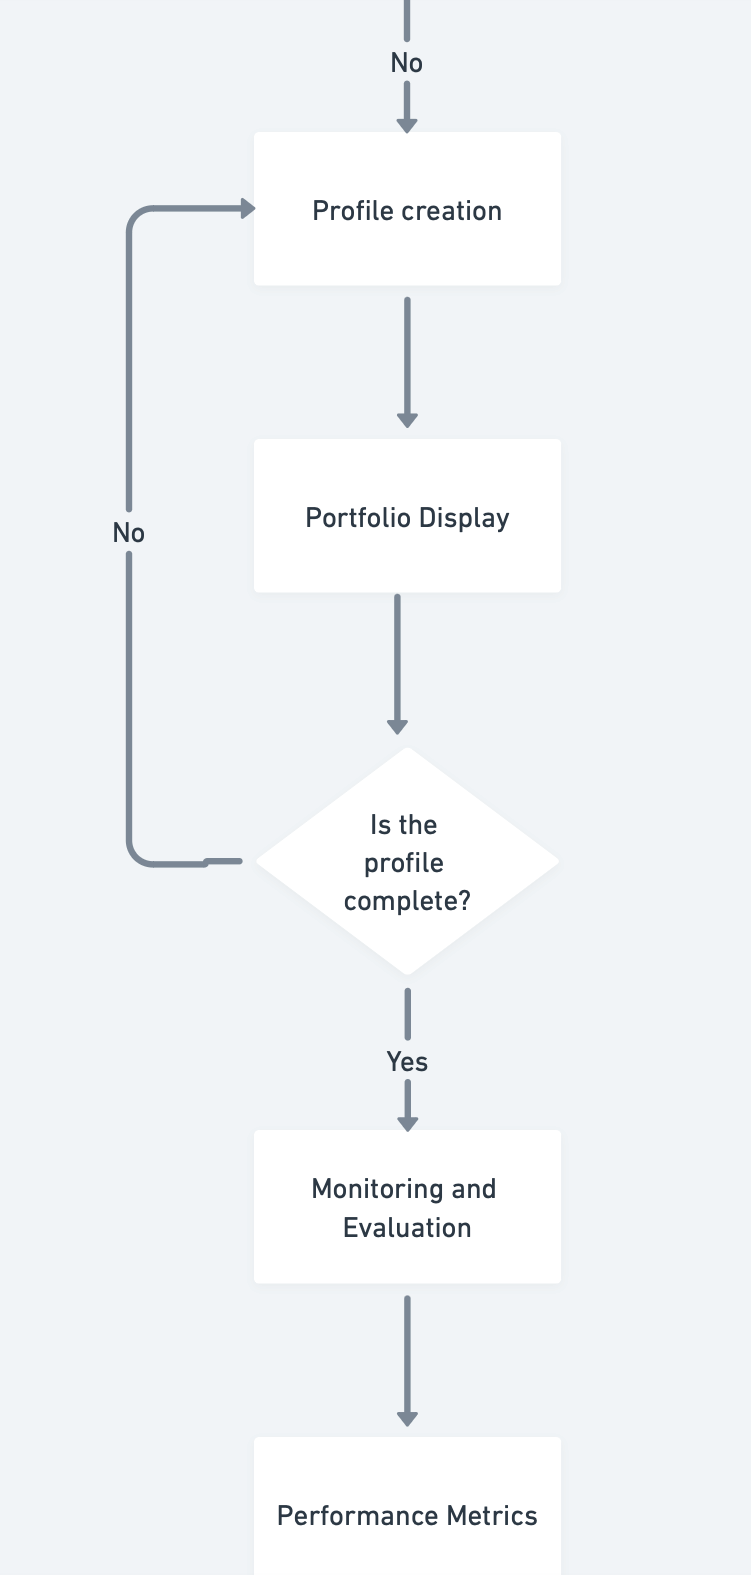 No
Profile creation
Portfolio Display
No
Is the
profile
complete?
Yes
Monitoring and
Evaluation
Performance Metrics